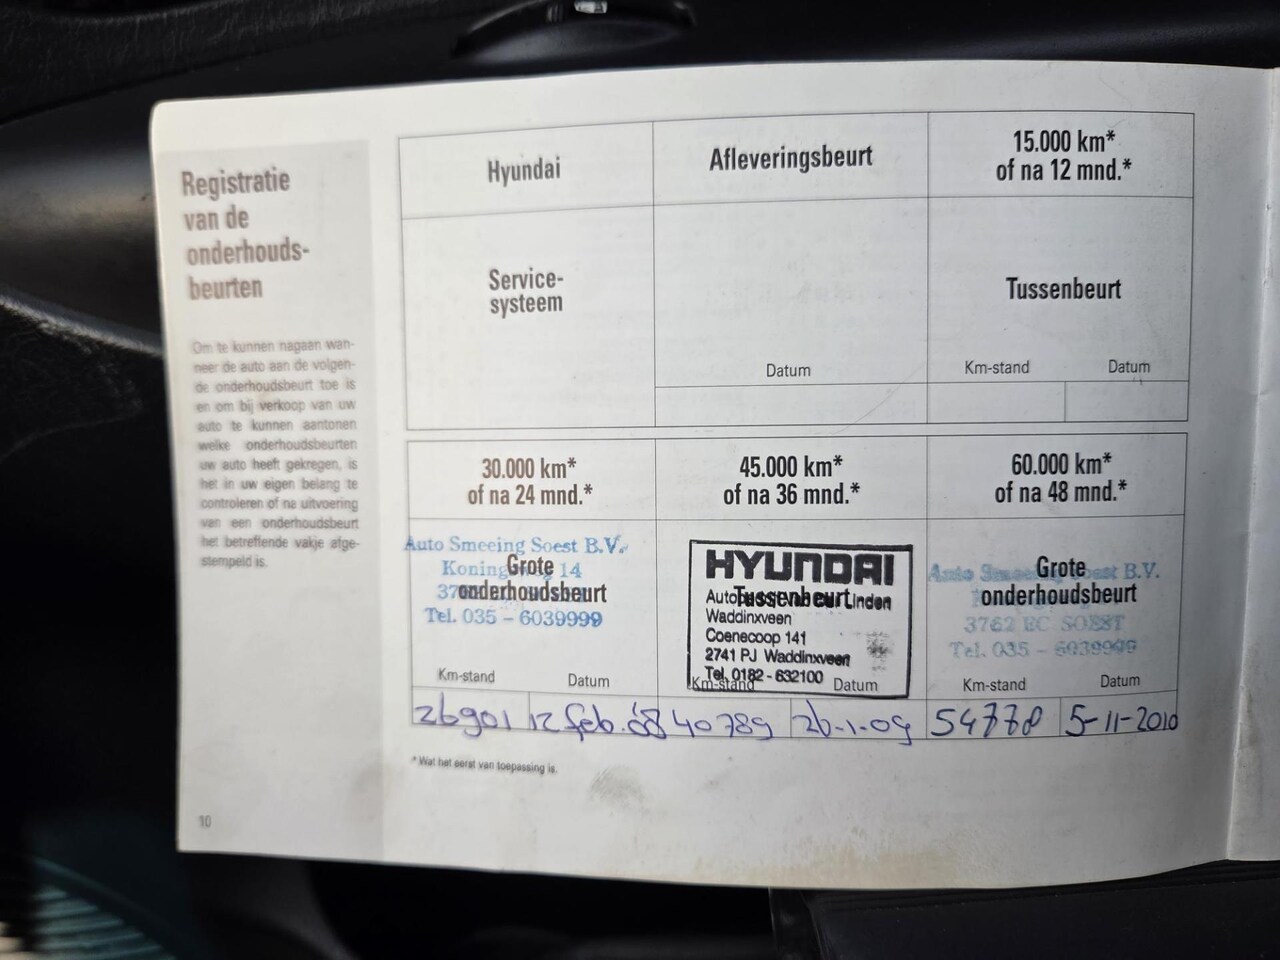 Registratie
van de
onderhouds-
beurten
Om te kunnen nagaan wan-
neer de auto aan de volgen-
de onderhoudsbeurt toe is
en om bij verkoop van uw
auto te kunnen aantonen
welke onderhoudsbeurten
uw auto heeft gekregen, is
het in uw eigen belang te
controleren of na uitvoering
van een onderhoudsbeurt
het betreffende vakje afge-
stempeld is.
10
Hyundai
Service-
systeem
Afleveringsbeurt
Datum
15.000 km*
of na 12 mnd.*
Tussenbeurt
Km-stand Datum
30.000 km*
of na 24 mnd.*
Auto Smeeing Soest B.V.
Grote
14
onderhoudsbeurt
Tel. 035 - 6039999
Km-stand Datum
26901 12 feb. 08
45.000 km*
of na 36 mnd.*
HYUNDAI
Tussenbeurt
Linden
Waddinxveen
Coenecoop 141
2741 PJ Waddinxveen
Tel. 0182 - 632100
Km-stand Datum
40789 26-1-09
60.000 km*
of na 48 mnd.*
Auto Smeeing Soest B.V.
Grote
onderhoudsbeurt
3762 EC SOEST
Tel. 035 - 6039999
Km-stand Datum
54778 5-11-2010
* Wat het eerst van toepassing is.